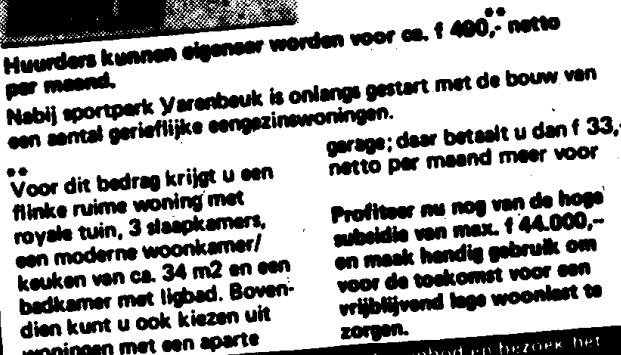 Huurders kunnen eigenaar worden voor ca. f 490,-** netto
per maand.
Nabij sportpark Varenbeuk is onlangs gestart met de bouw van
een aantal gerieflijke eengezinswoningen.
**
Voor dit bedrag krijgt u een
flinke ruime woning met
royale tuin, 3 slaapkamers,
een moderne woonkamer/
keuken van ca. 34 m2 en een
badkamer met ligbad. Boven-
dien kunt u ook kiezen uit
woningen met een aparte
garage; daar betaalt u dan f 33,-
netto per maand meer voor
Profiteer nu nog van de hoge
subsidie van max. f 44.000,--
en maak handig gebruik om
voor de toekomst voor een
vrijblijvend lage woonlast te
zorgen.
en bezoek het